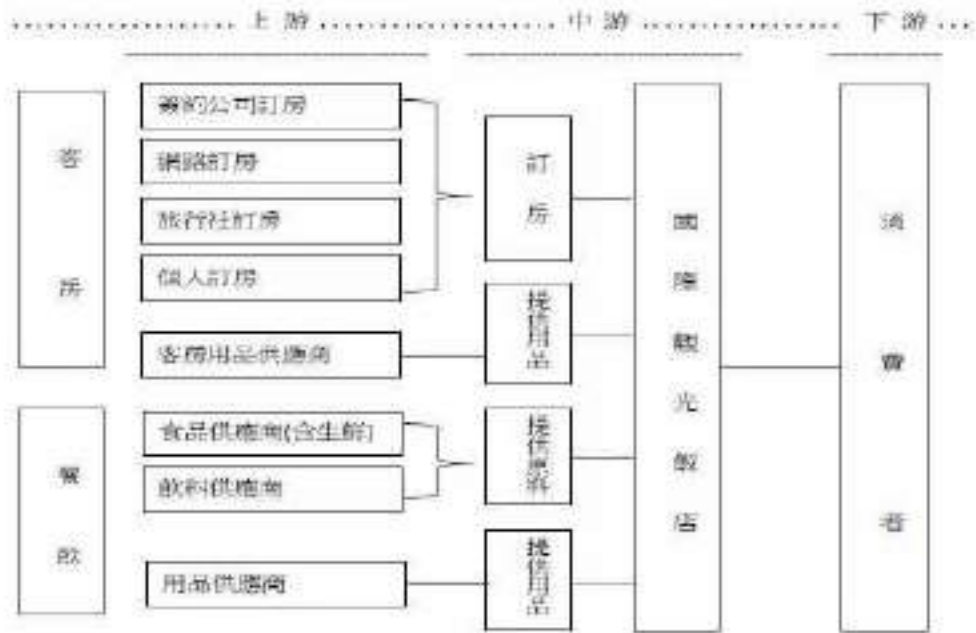 上游 中游 下游
客房
簽約公司訂房
網路訂房
旅行社訂房
個人訂房
客房用品供應商
訂房
提供用品
餐飲
食品供應商(含生鮮)
飲料供應商
用品供應商
提供原料
提供用品
國際觀光飯店
消費者